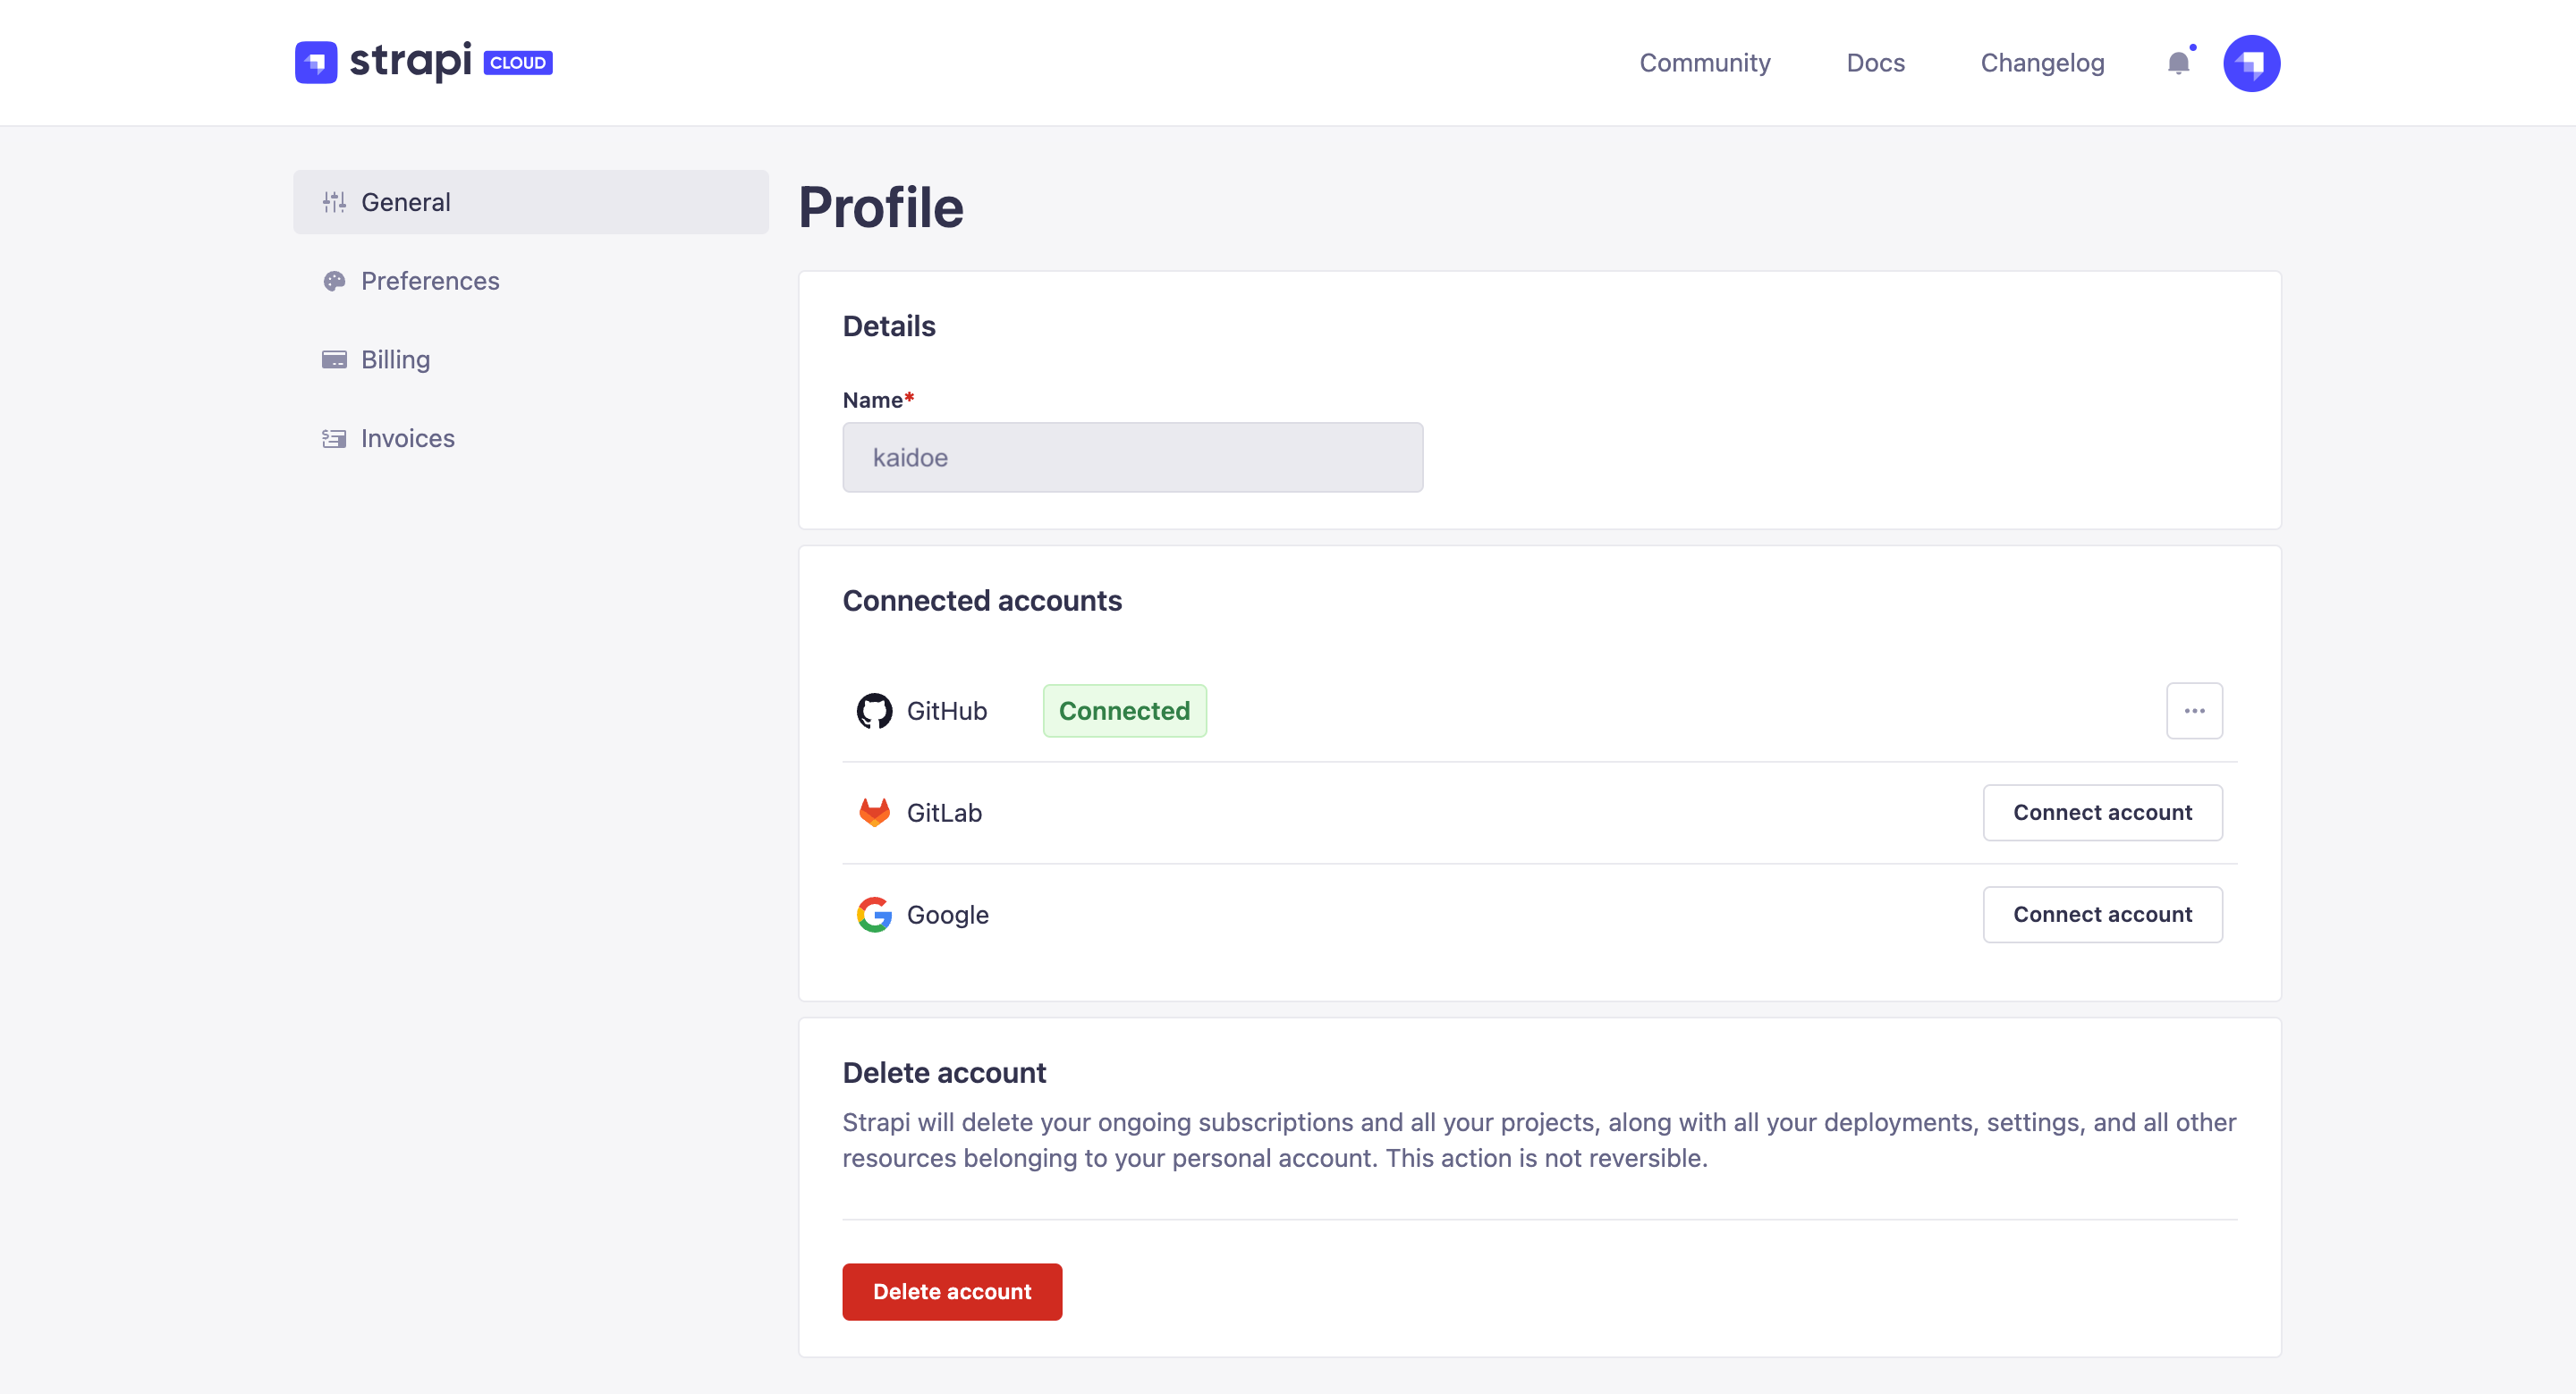 strapi CLOUD
Community
Docs
Changelog
General
Preferences
Billing
Invoices
Profile
Details
Name*
kaidoe
Connected accounts
GitHub
Connected
GitLab
Connect account
Google
Connect account
Delete account
Strapi will delete your ongoing subscriptions and all your projects, along with all your deployments, settings, and all other
resources belonging to your personal account. This action is not reversible.
Delete account